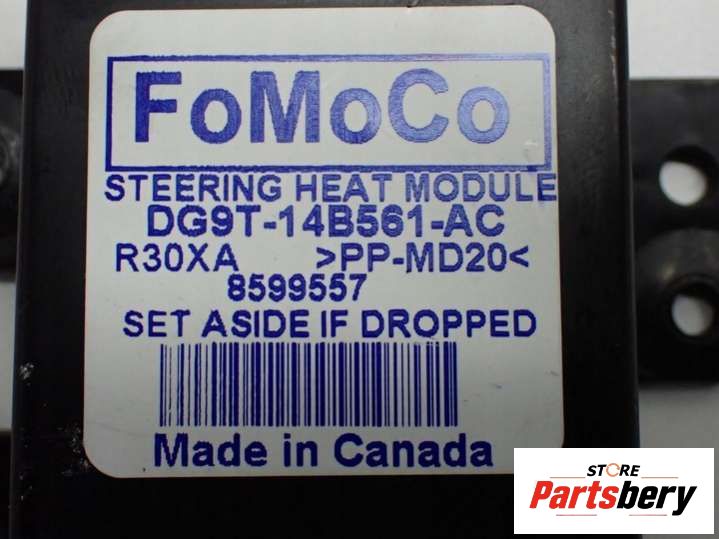 FoMoCo
STEERING HEAT MODULE
DG9T-14B561-AC
R30XA >PP-MD20<
8599557
SET ASIDE IF DROPPED
Made in Canada
STORE
Partsbery